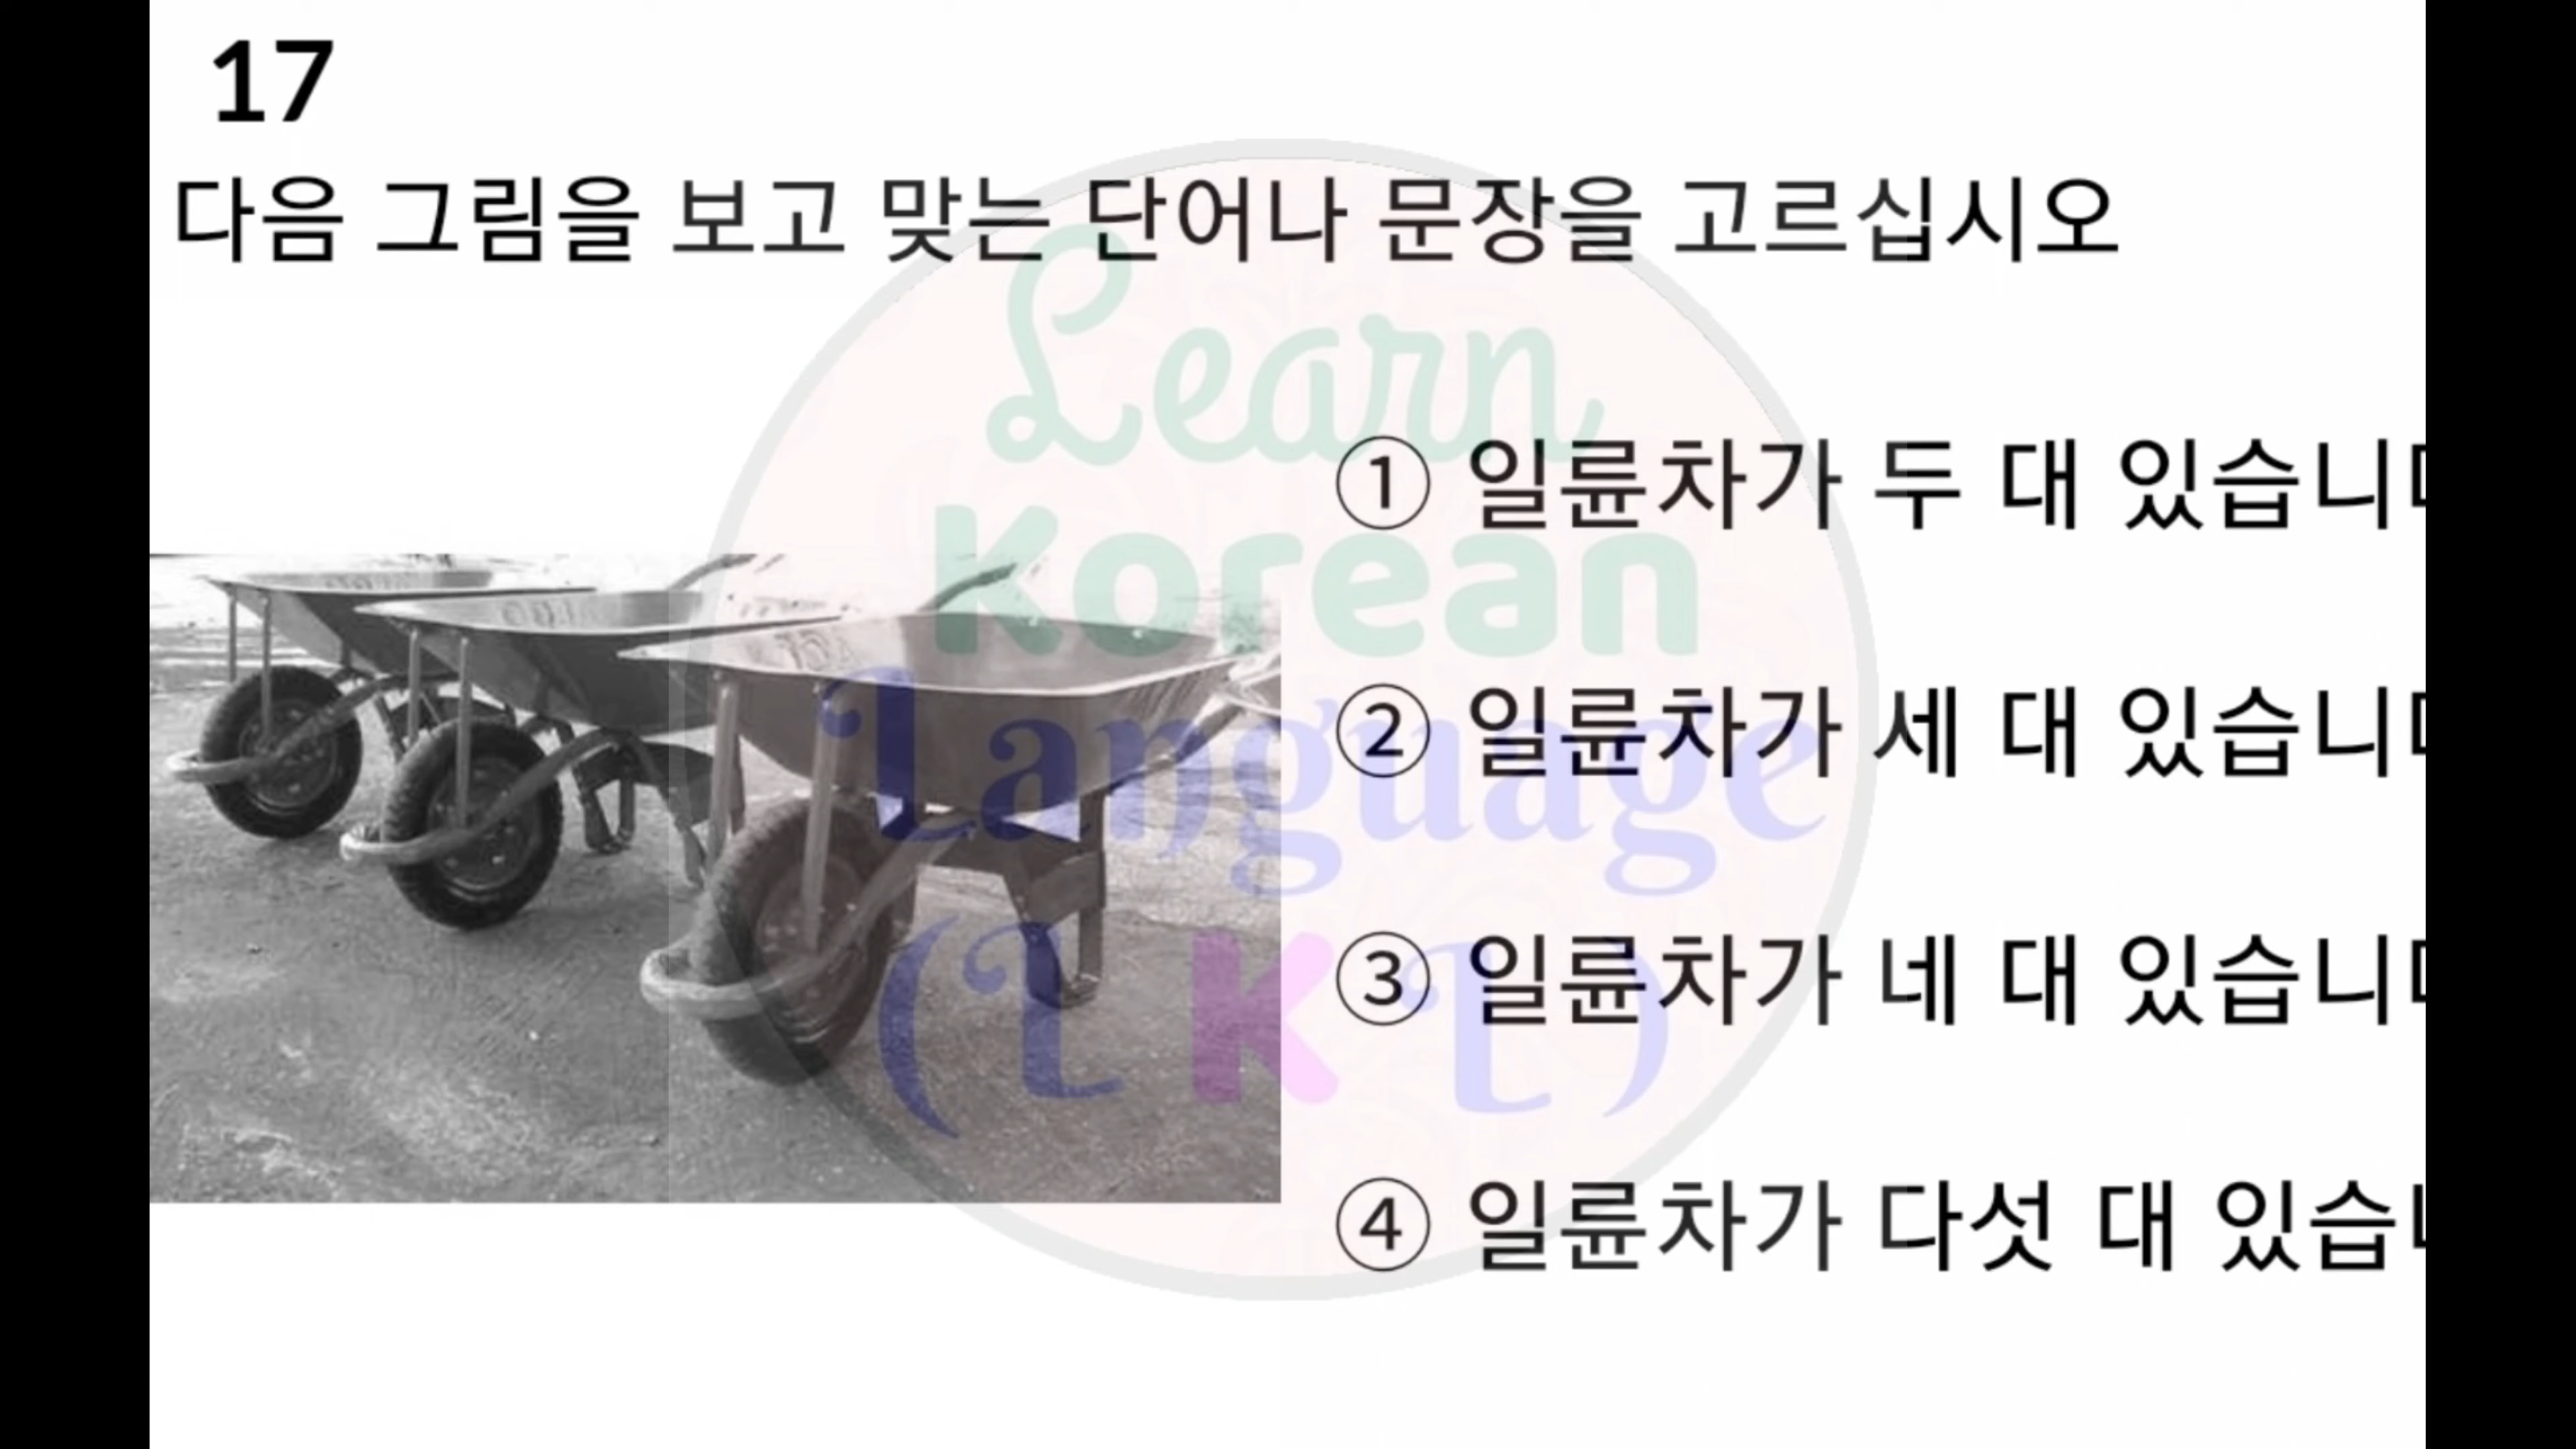 17
다음 그림을 보고 맞는 단어나 문장을 고르십시오
Learn
Korean
Language
(LKL)
① 일륜차가 두 대 있습니
② 일륜차가 세 대 있습니
③ 일륜차가 네 대 있습니
④ 일륜차가 다섯 대 있습